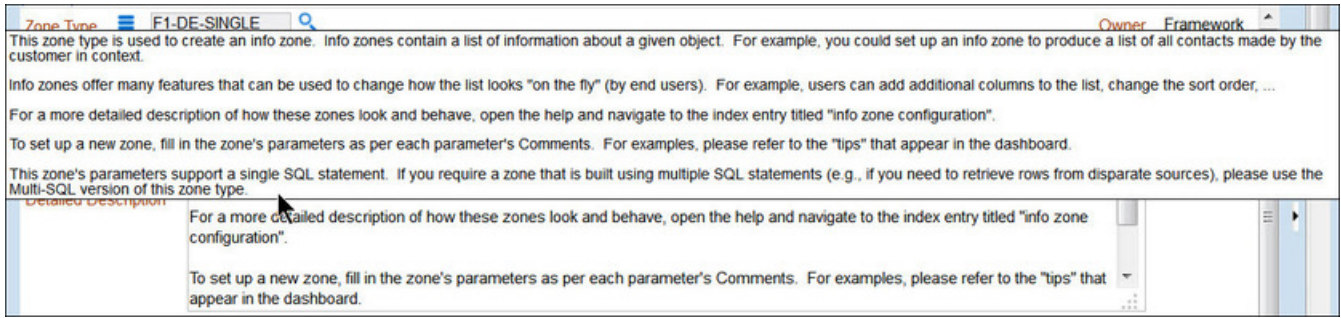 Zone Type F1-DE-SINGLE Owner Framework
This zone type is used to create an info zone.  Info zones contain a list of information about a given object.  For example, you could set up an info zone to produce a list of all contacts made by the
customer in context.
Info zones offer many features that can be used to change how the list looks "on the fly" (by end users).  For example, users can add additional columns to the list, change the sort order, ...
For a more detailed description of how these zones look and behave, open the help and navigate to the index entry titled "info zone configuration".
To set up a new zone, fill in the zone's parameters as per each parameter's Comments.  For examples, please refer to the "tips" that appear in the dashboard.
This zone's parameters support a single SQL statement.  If you require a zone that is built using multiple SQL statements (e.g., if you need to retrieve rows from disparate sources), please use the
Multi-SQL version of this zone type.
Detailed Description
For a more detailed description of how these zones look and behave, open the help and navigate to the index entry titled "info zone
configuration".
To set up a new zone, fill in the zone's parameters as per each parameter's Comments.  For examples, please refer to the "tips" that
appear in the dashboard.